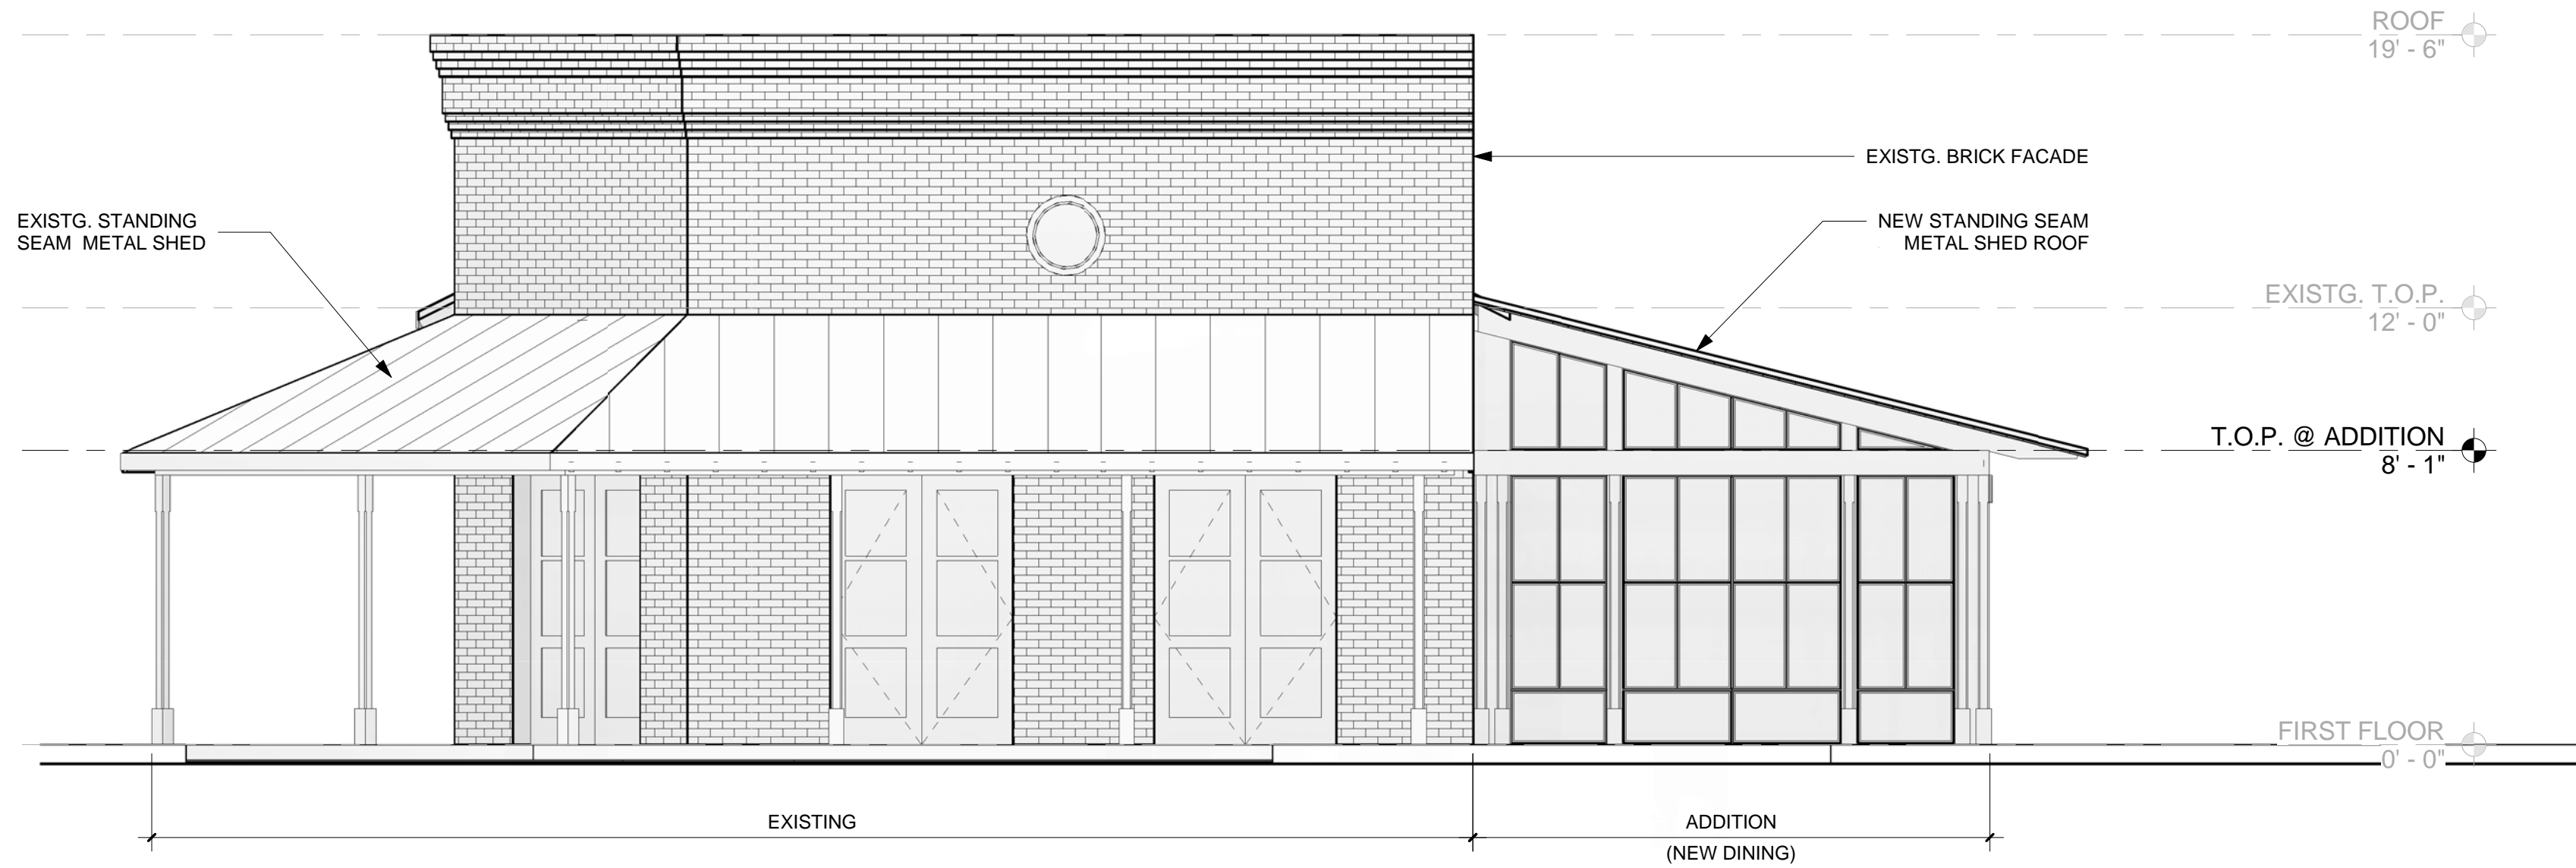 ROOF
19' - 6"
EXISTG. BRICK FACADE
EXISTG. STANDING
SEAM METAL SHED
NEW STANDING SEAM
METAL SHED ROOF
EXISTG. T.O.P.
12' - 0"
T.O.P. @ ADDITION
8' - 1"
FIRST FLOOR
0' - 0"
EXISTING
ADDITION
(NEW DINING)